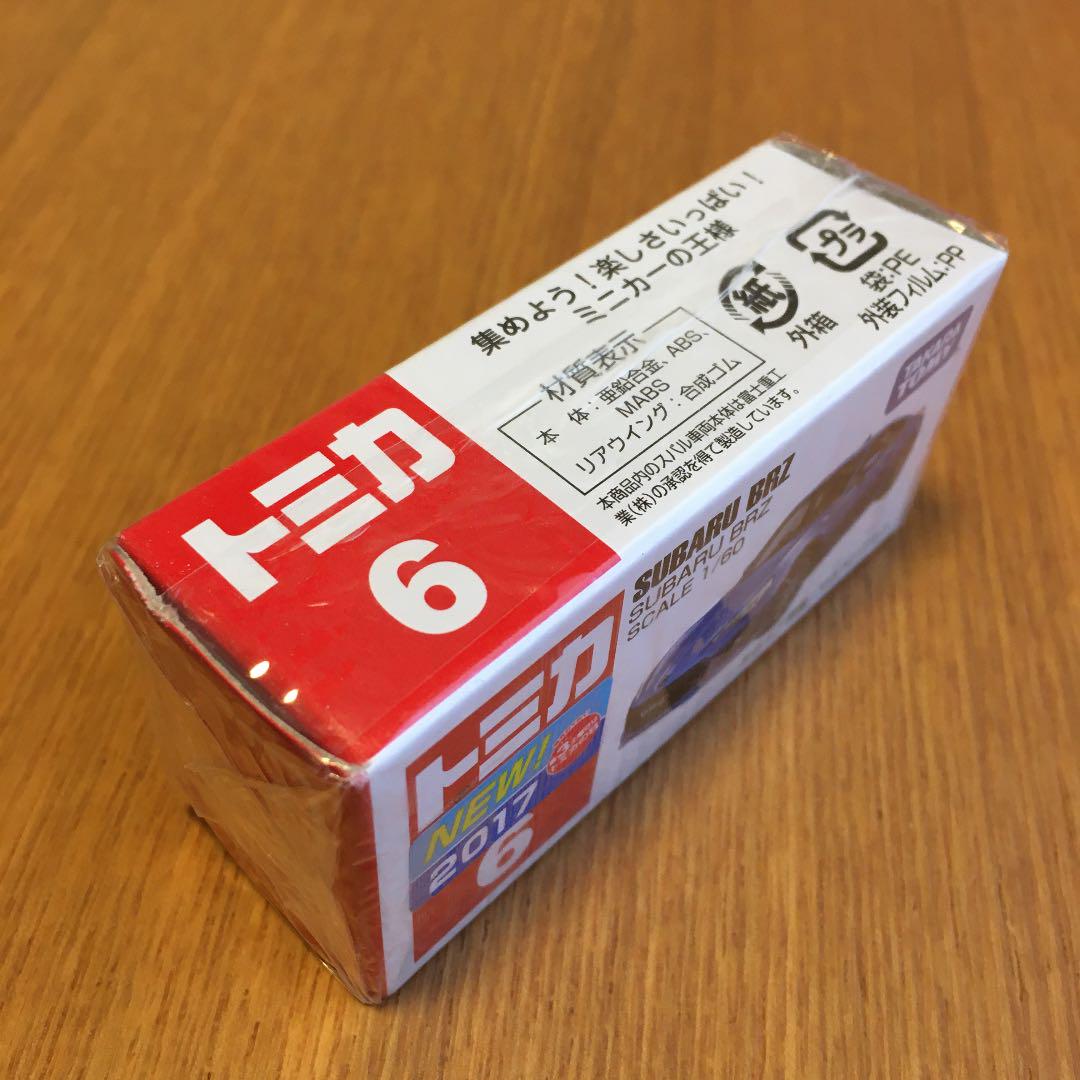 集めよう！楽しさいっぱい！
ミニカーの王様
材質表示
本　体：亜鉛合金、ABS、
MABS
リアウイング：合成ゴム
本商品内のスバル車両本体は富士重工
業(株)の承認を得て製造しています。
紙
外箱
プラ
袋:PE
外装フィルム:PP
トミカ
6
TAKARA
TOMY
SUBARU BRZ
SUBARU BRZ
SCALE 1/60
トミカ
NEW!
2017
6